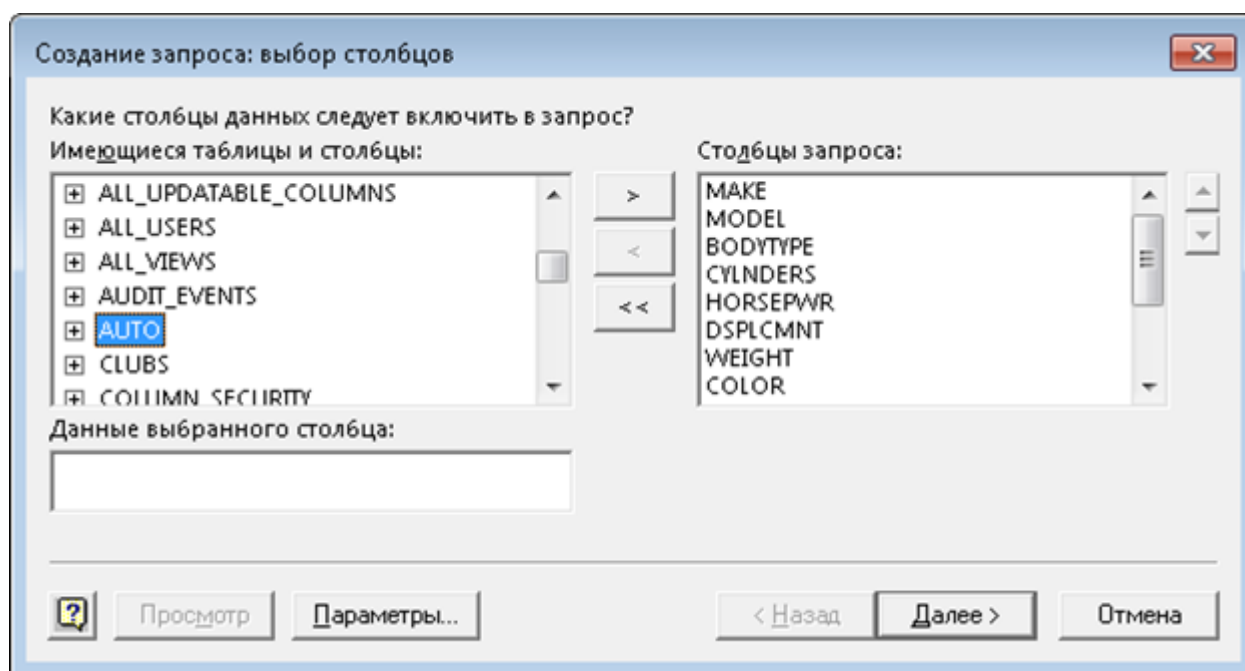 Создание запроса: выбор столбцов
Какие столбцы данных следует включить в запрос?
Имеющиеся таблицы и столбцы:
Столбцы запроса:
ALL_UPDATABLE_COLUMNS
ALL_USERS
ALL_VIEWS
AUDIT_EVENTS
AUTO
CLUBS
COLUMN_SECURITY
>
<
<<
MAKE
MODEL
BODYTYPE
CYLNDERS
HORSEPWR
DSPLCMNT
WEIGHT
COLOR
Данные выбранного столбца:
? Просмотр Параметры... < Назад Далее > Отмена